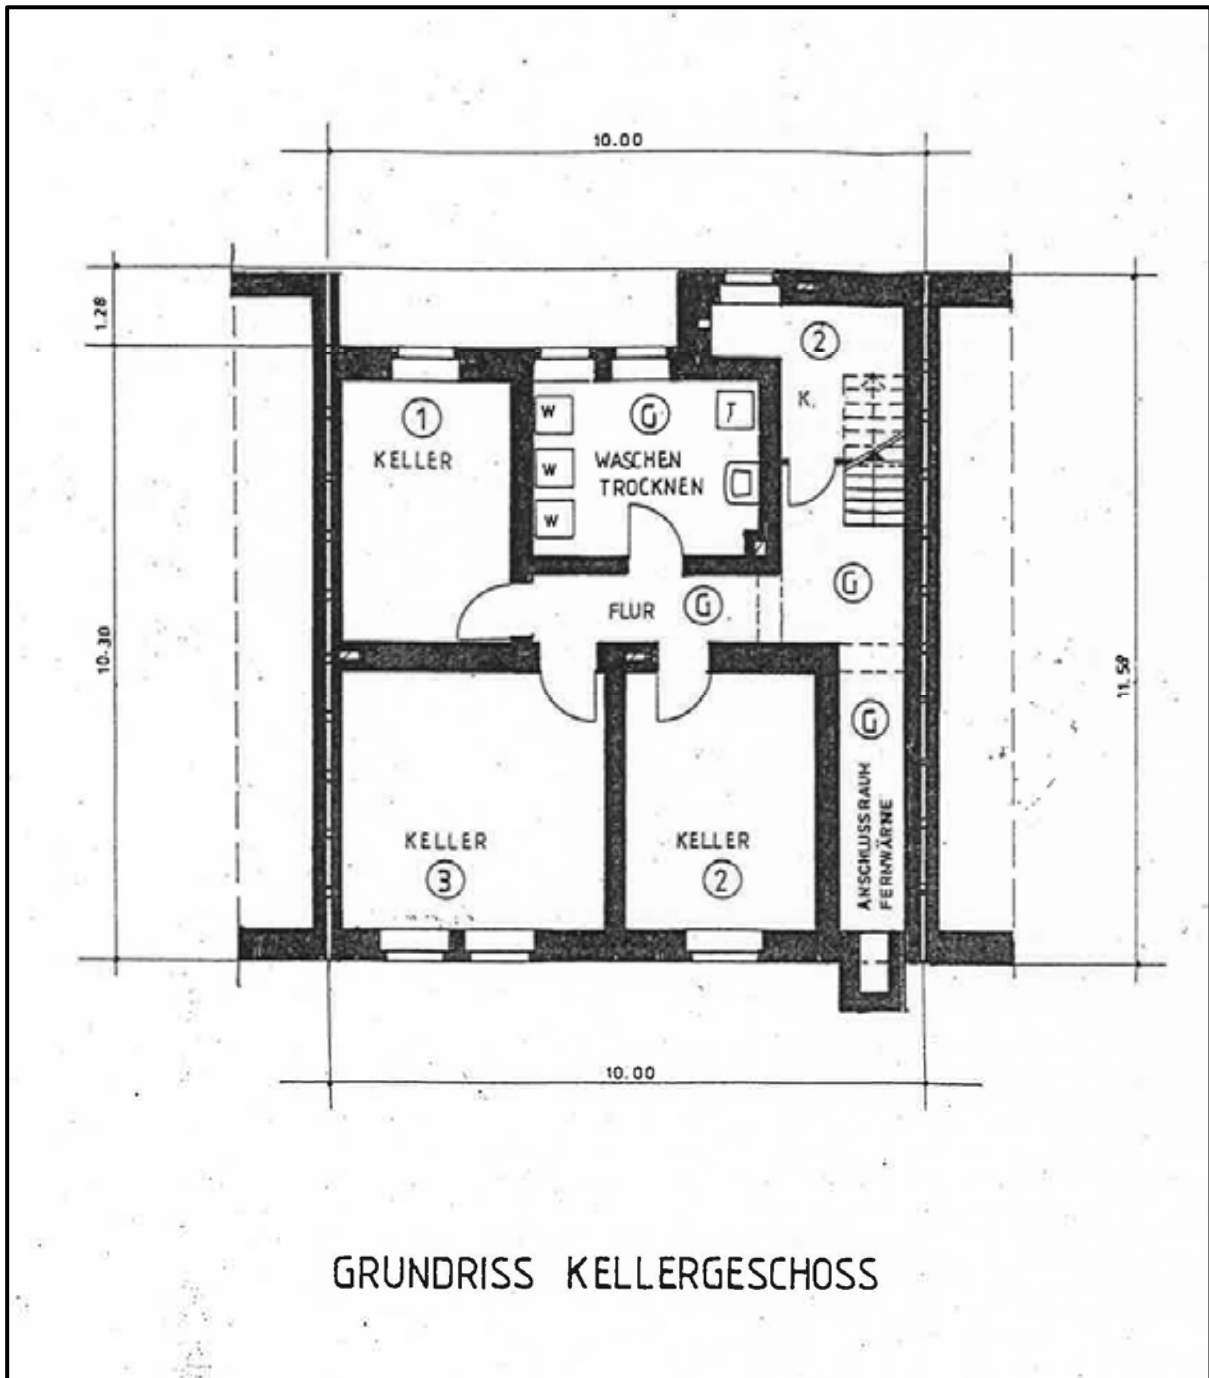 10.00
1.28
2
1
KELLER
W
W
W
G
WASCHEN
TROCKNEN
T
K.
FLUR
G
G
10.30
11.58
G
ANSCHLUSSRAUM
FERNWÄRME
KELLER
3
KELLER
2
10.00
GRUNDRISS KELLERGESCHOSS